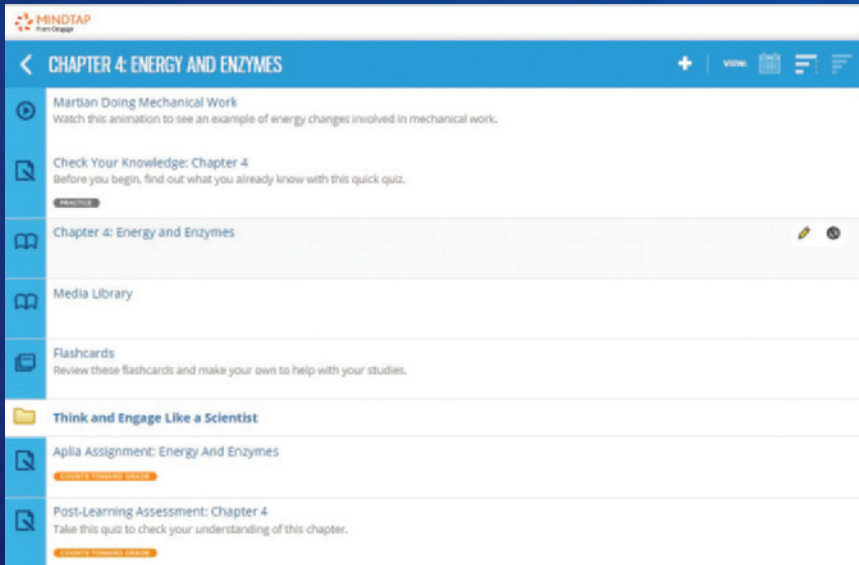 MINDTAP
From Cengage
CHAPTER 4: ENERGY AND ENZYMES
VIEW:
Martian Doing Mechanical Work
Watch this animation to see an example of energy changes involved in mechanical work.
Check Your Knowledge: Chapter 4
Before you begin, find out what you already know with this quick quiz.
PRACTICE
Chapter 4: Energy and Enzymes
Media Library
Flashcards
Review these flashcards and make your own to help with your studies.
Think and Engage Like a Scientist
Aplia Assignment: Energy And Enzymes
COUNTS TOWARD GRADE
Post-Learning Assessment: Chapter 4
Take this quiz to check your understanding of this chapter.
COUNTS TOWARD GRADE